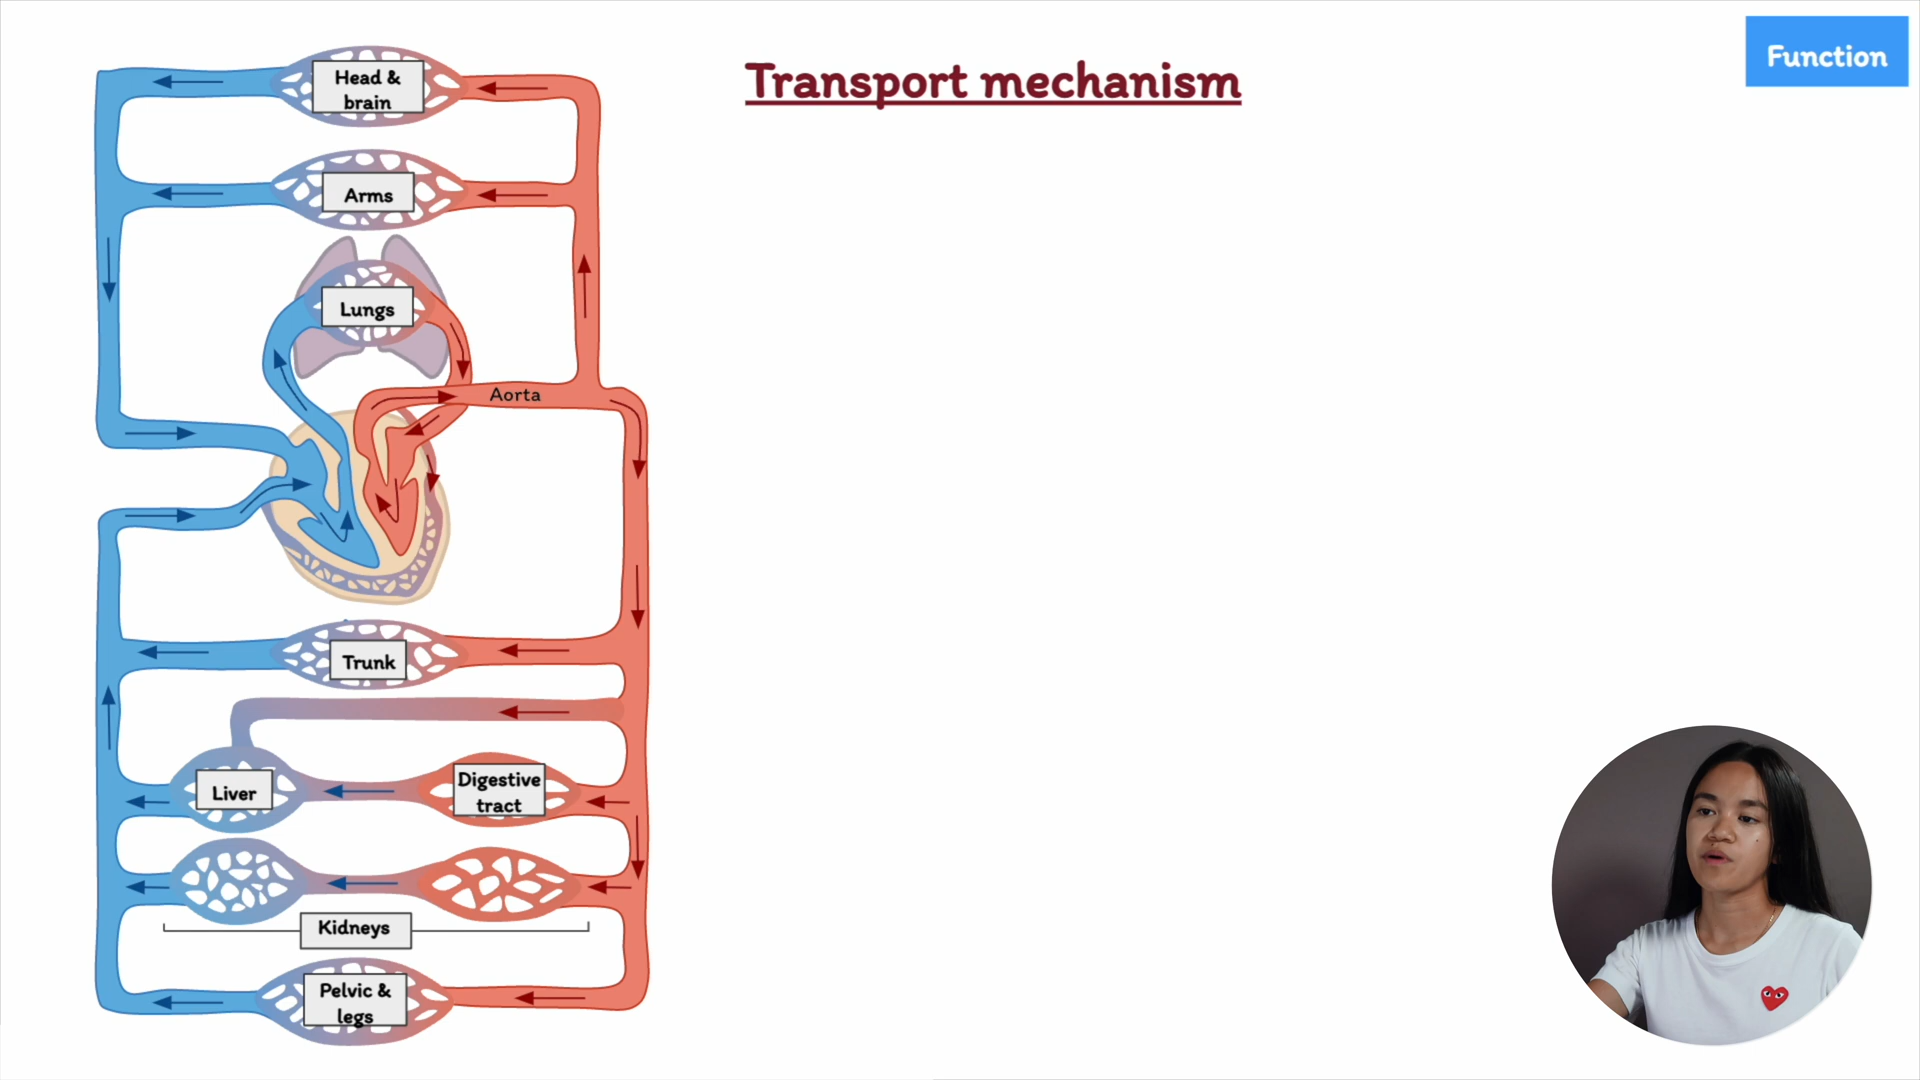 Function
Transport mechanism
Head &
brain
Arms
Lungs
Aorta
Trunk
Liver
Digestive
tract
Kidneys
Pelvic &
legs